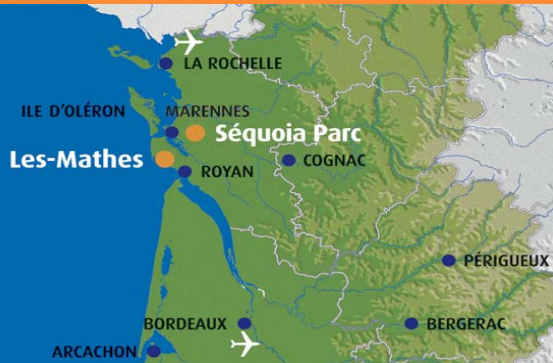 LA ROCHELLE
ILE D'OLÉRON
MARENNES
Séquoia Parc
Les-Mathes
ROYAN
COGNAC
PÉRIGUEUX
BORDEAUX
BERGERAC
ARCACHON